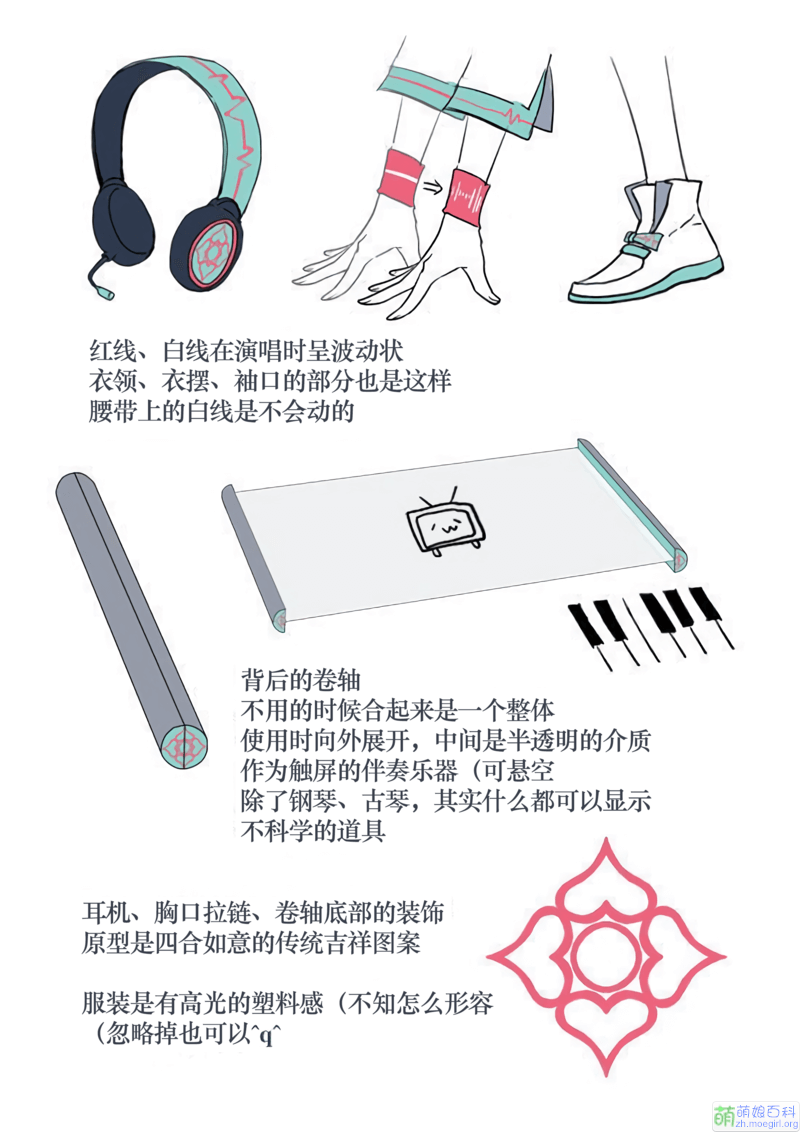 红线、白线在演唱时呈波动状
衣领、衣摆、袖口的部分也是这样
腰带上的白线是不会动的
背后的卷轴
不用的时候合起来是一个整体
使用时向外展开，中间是半透明的介质
作为触屏的伴奏乐器（可悬空
除了钢琴、古琴，其实什么都可以显示
不科学的道具
耳机、胸口拉链、卷轴底部的装饰
原型是四合如意的传统吉祥图案
服装是有高光的塑料感（不知怎么形容
（忽略掉也可以^q^
萌 萌娘百科
zh.moegirl.org